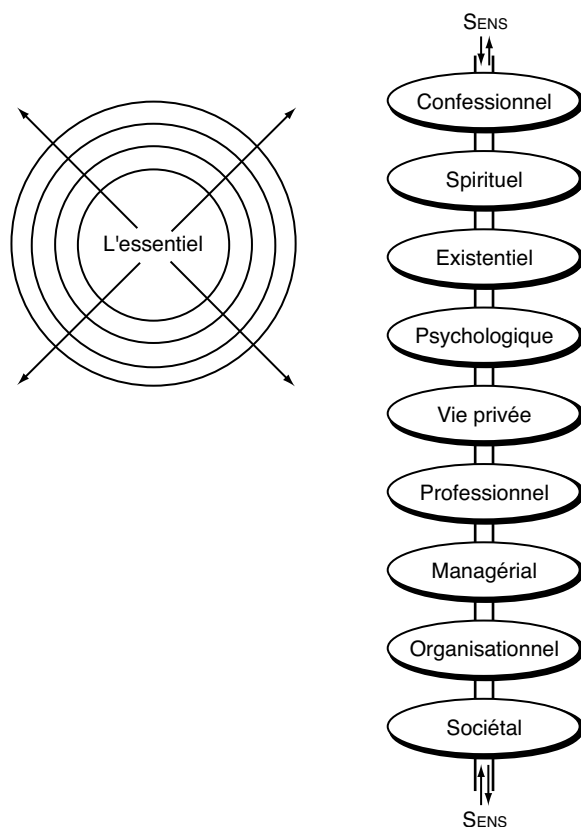 L'essentiel
SENS
Confessionnel
Spirituel
Existentiel
Psychologique
Vie privée
Professionnel
Managérial
Organisationnel
Sociétal
SENS